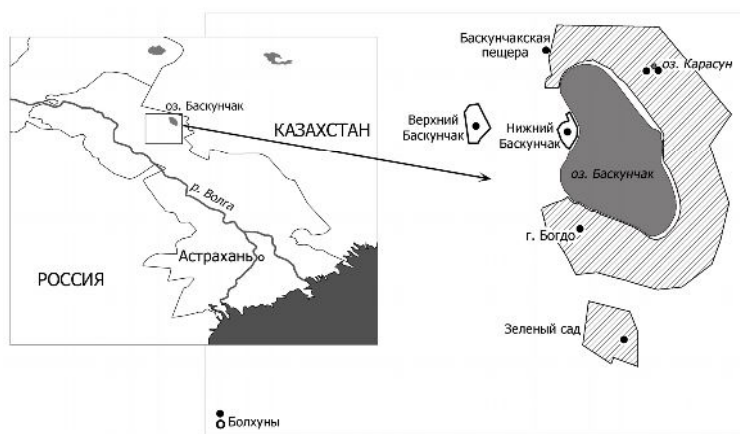 оз. Баскунчак
КАЗАХСТАН
р. Волга
Астрахань
РОССИЯ
Баскунчакская
пещера
оз. Карасун
Верхний
Баскунчак
Нижний
Баскунчак
оз. Баскунчак
г. Богдо
Зеленый сад
Болхуны